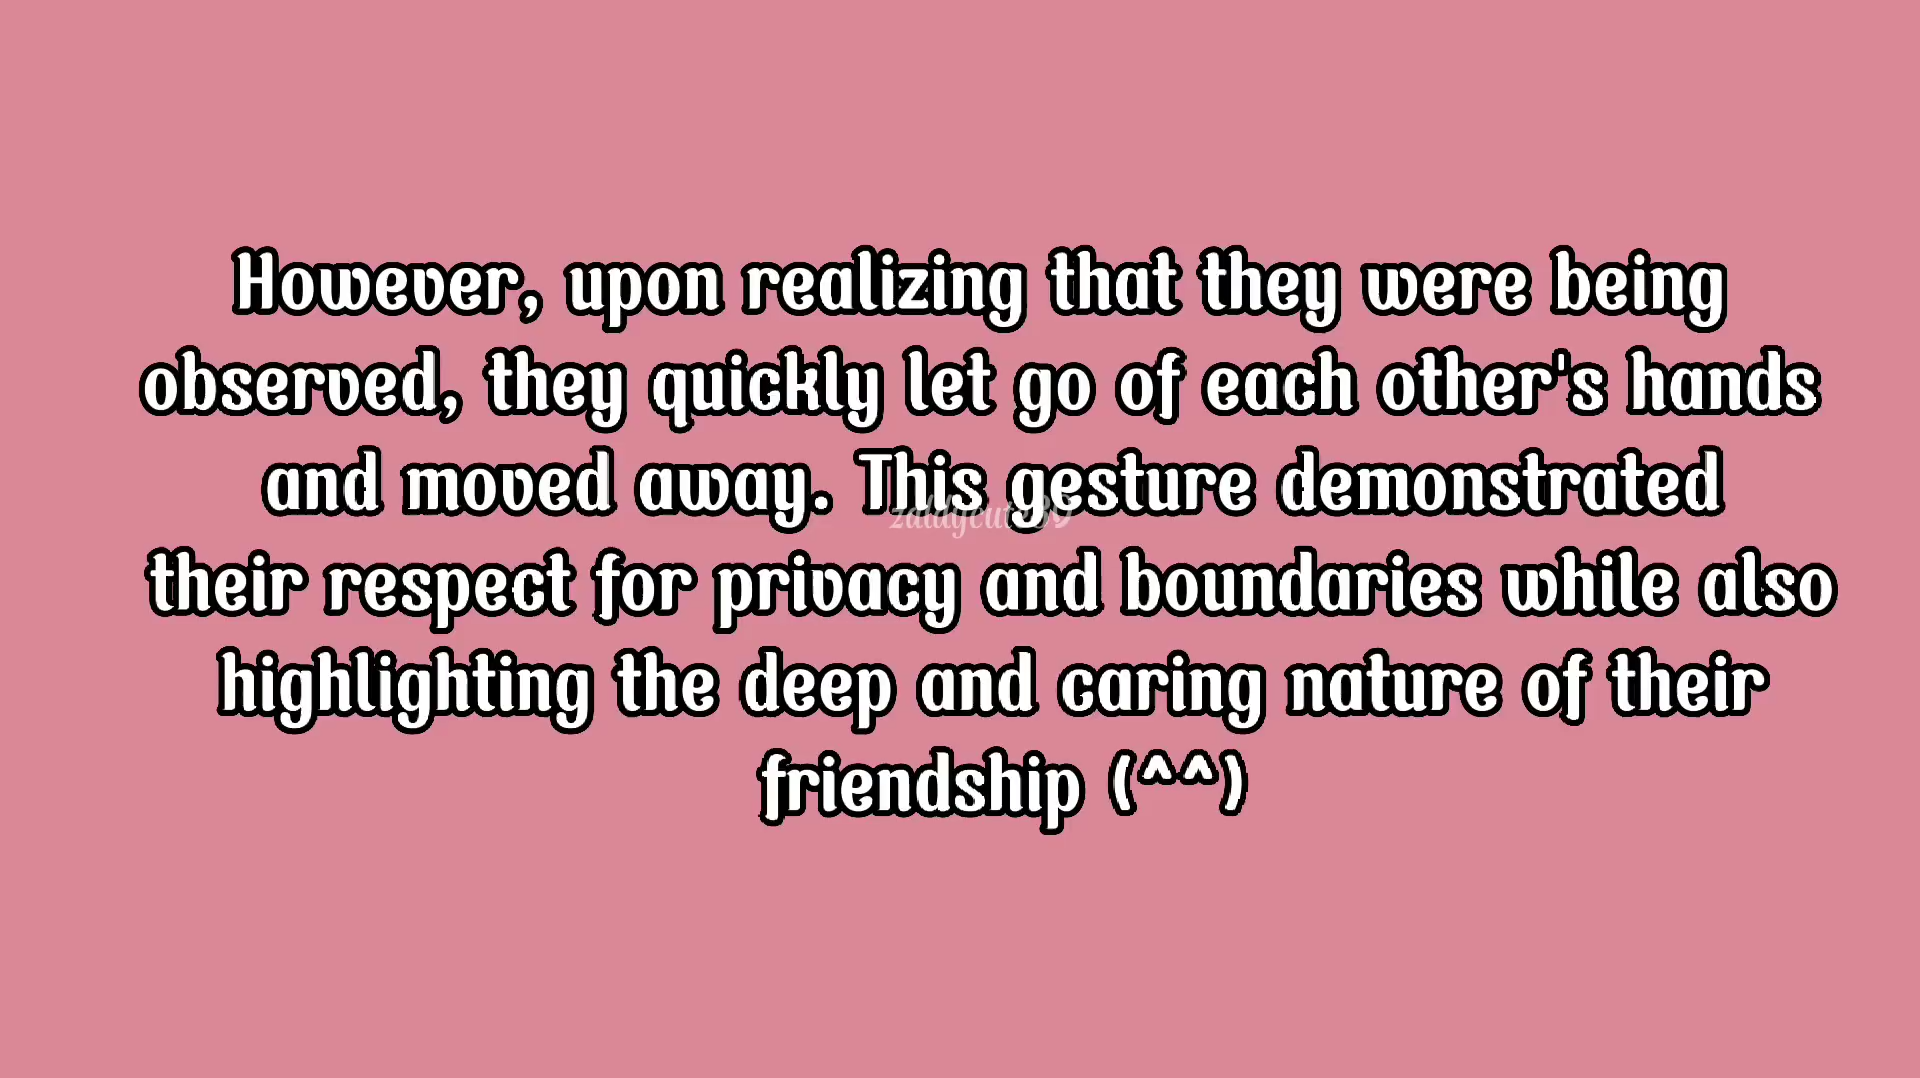 However, upon realizing that they were being
observed, they quickly let go of each other's hands
and moved away. This gesture demonstrated
their respect for privacy and boundaries while also
highlighting the deep and caring nature of their
friendship (^^)